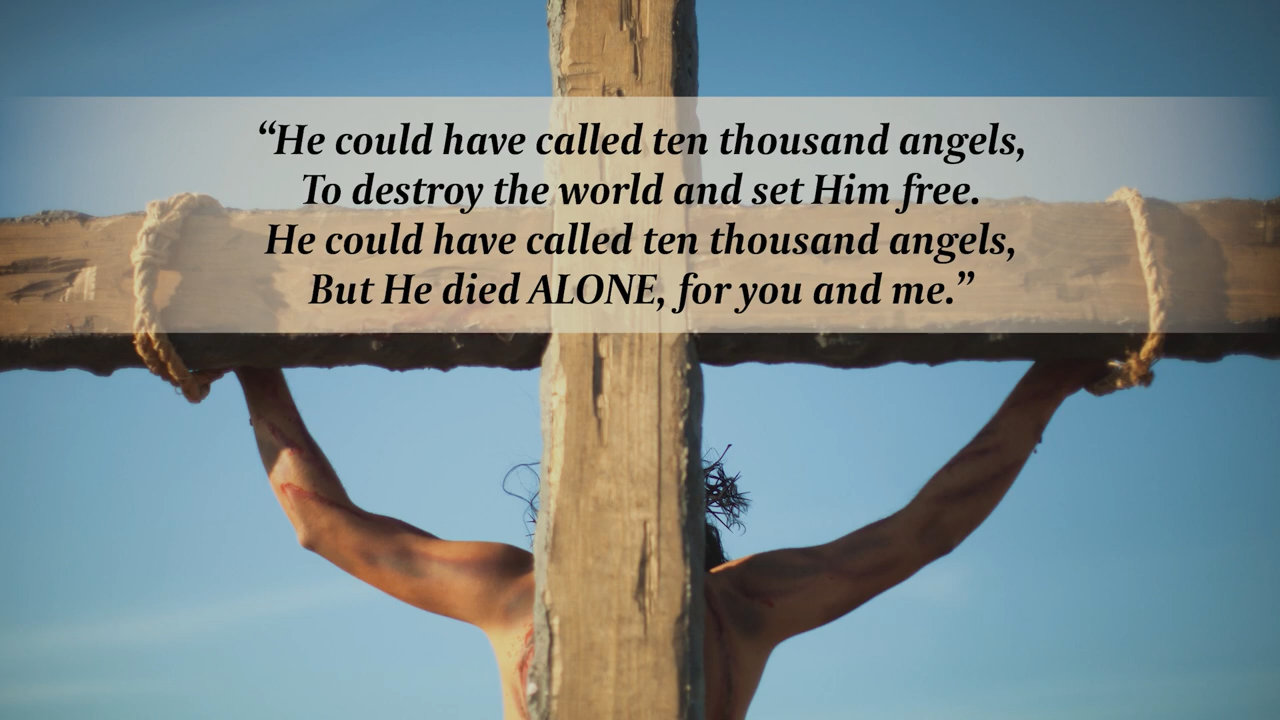 “He could have called ten thousand angels,
To destroy the world and set Him free.
He could have called ten thousand angels,
But He died ALONE, for you and me.”